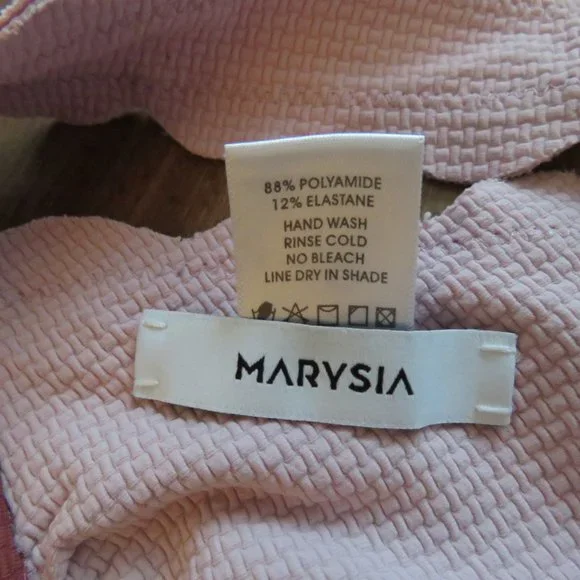 88% POLYAMIDE
12% ELASTANE
HAND WASH
RINSE COLD
NO BLEACH
LINE DRY IN SHADE
MARYSIA